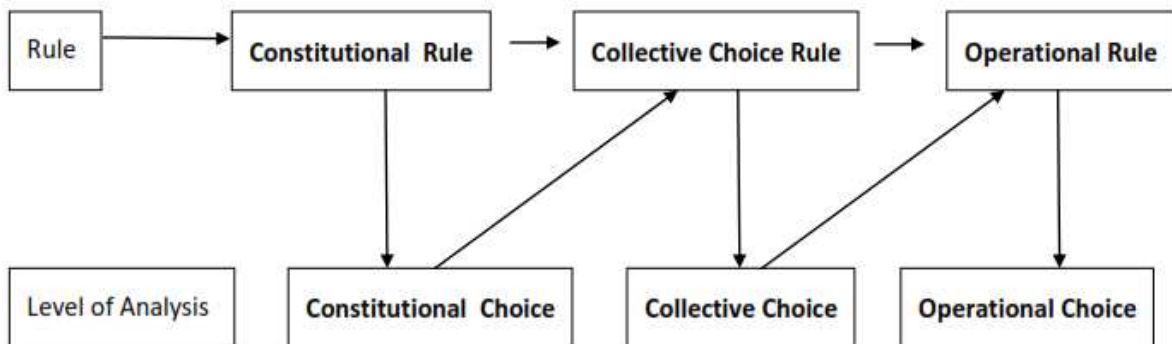 Rule
Constitutional Rule
Collective Choice Rule
Operational Rule
Level of Analysis
Constitutional Choice
Collective Choice
Operational Choice